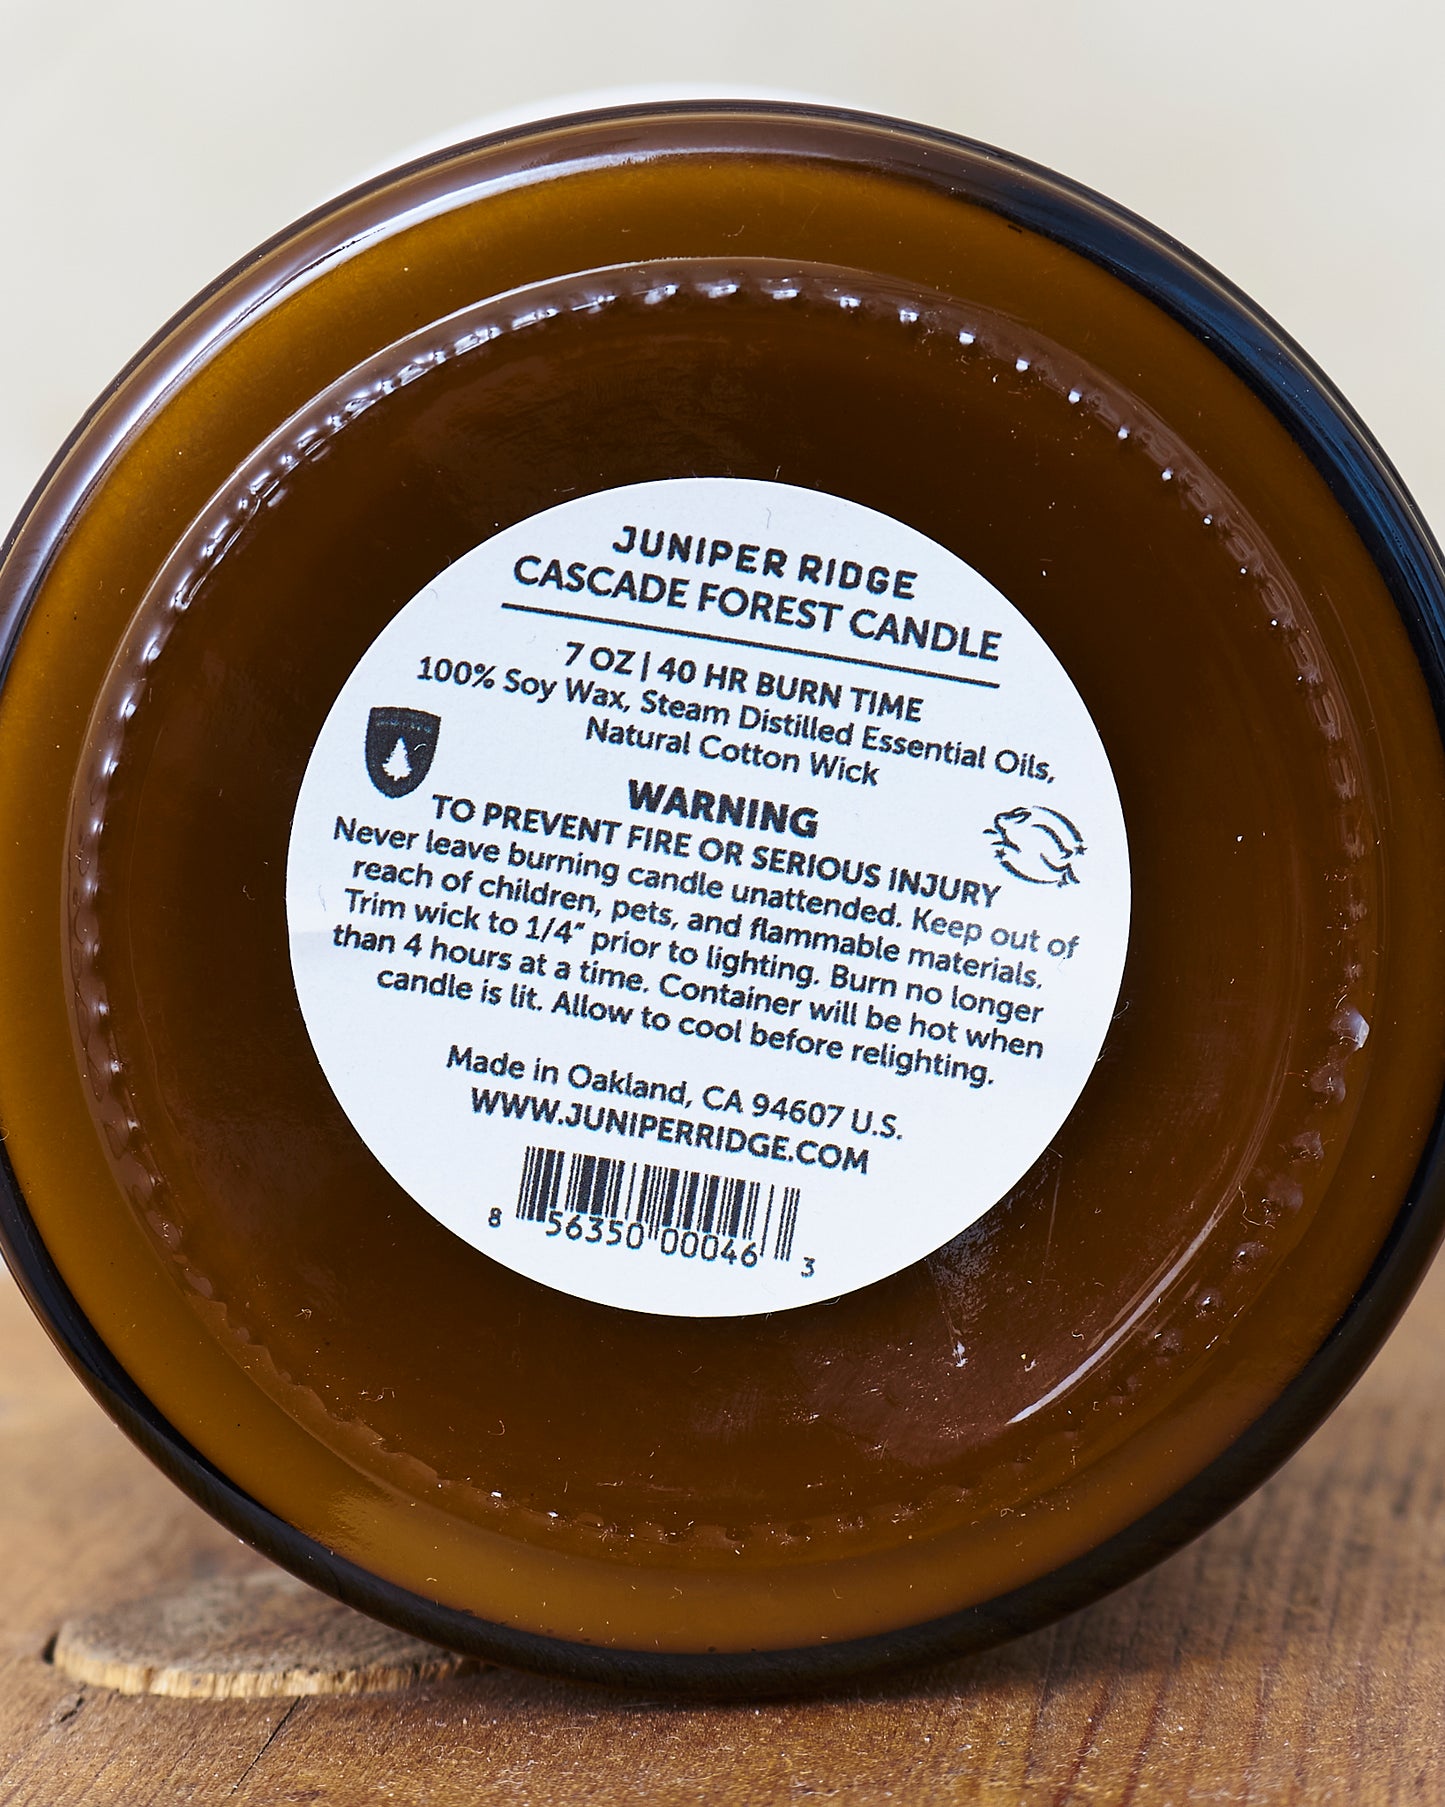 JUNIPER RIDGE
CASCADE FOREST CANDLE
7 OZ | 40 HR BURN TIME
100% Soy Wax, Steam Distilled Essential Oils,
Natural Cotton Wick
WARNING
TO PREVENT FIRE OR SERIOUS INJURY
Never leave burning candle unattended. Keep out of
reach of children, pets, and flammable materials.
Trim wick to 1/4" prior to lighting. Burn no longer
than 4 hours at a time. Container will be hot when
candle is lit. Allow to cool before relighting.
Made in Oakland, CA 94607 U.S.
WWW.JUNIPERRIDGE.COM
8 56350 00046 3